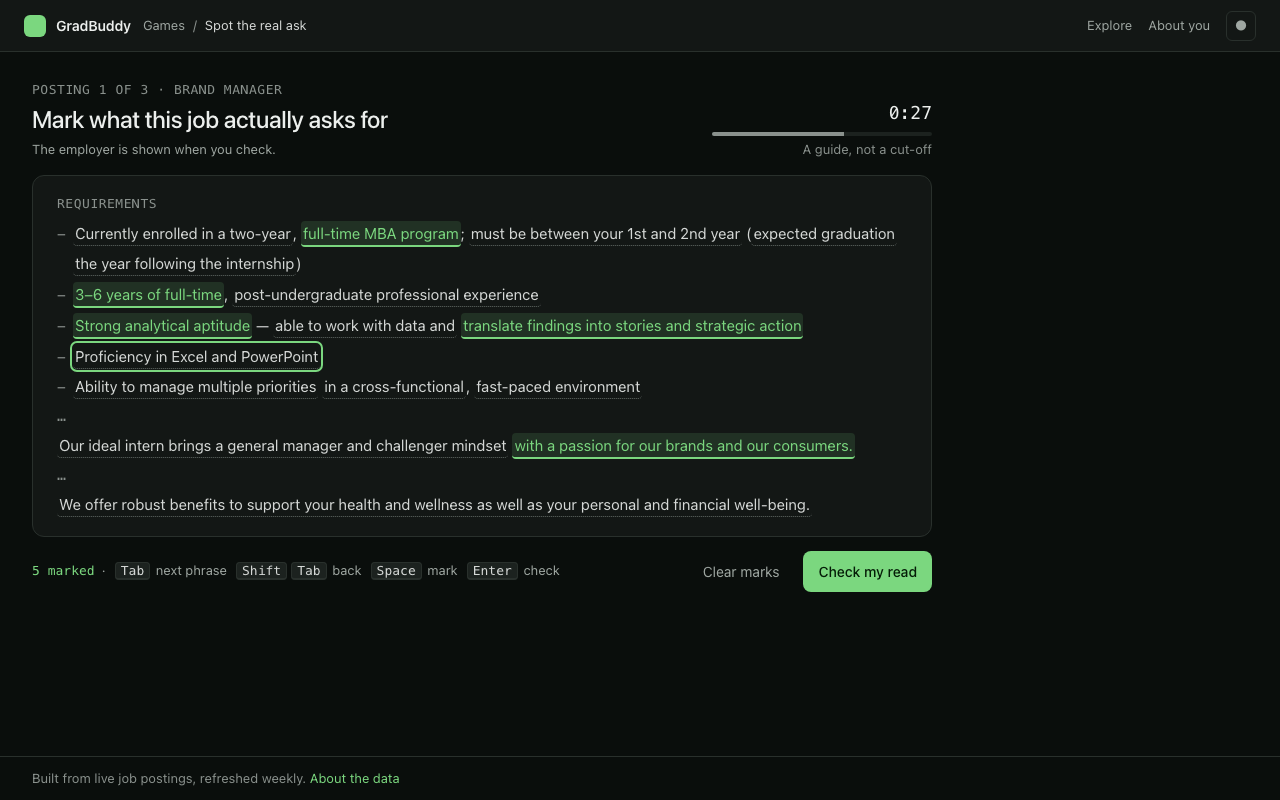 GradBuddy Games / Spot the real ask Explore About you
POSTING 1 OF 3 · BRAND MANAGER
Mark what this job actually asks for
The employer is shown when you check.
0:27
A guide, not a cut-off
REQUIREMENTS
– Currently enrolled in a two-year, full-time MBA program; must be between your 1st and 2nd year (expected graduation
the year following the internship)
– 3–6 years of full-time, post-undergraduate professional experience
– Strong analytical aptitude — able to work with data and translate findings into stories and strategic action
– Proficiency in Excel and PowerPoint
– Ability to manage multiple priorities in a cross-functional, fast-paced environment
…
Our ideal intern brings a general manager and challenger mindset with a passion for our brands and our consumers.
…
We offer robust benefits to support your health and wellness as well as your personal and financial well-being.
5 marked · Tab next phrase Shift Tab back Space mark Enter check Clear marks Check my read
Built from live job postings, refreshed weekly. About the data